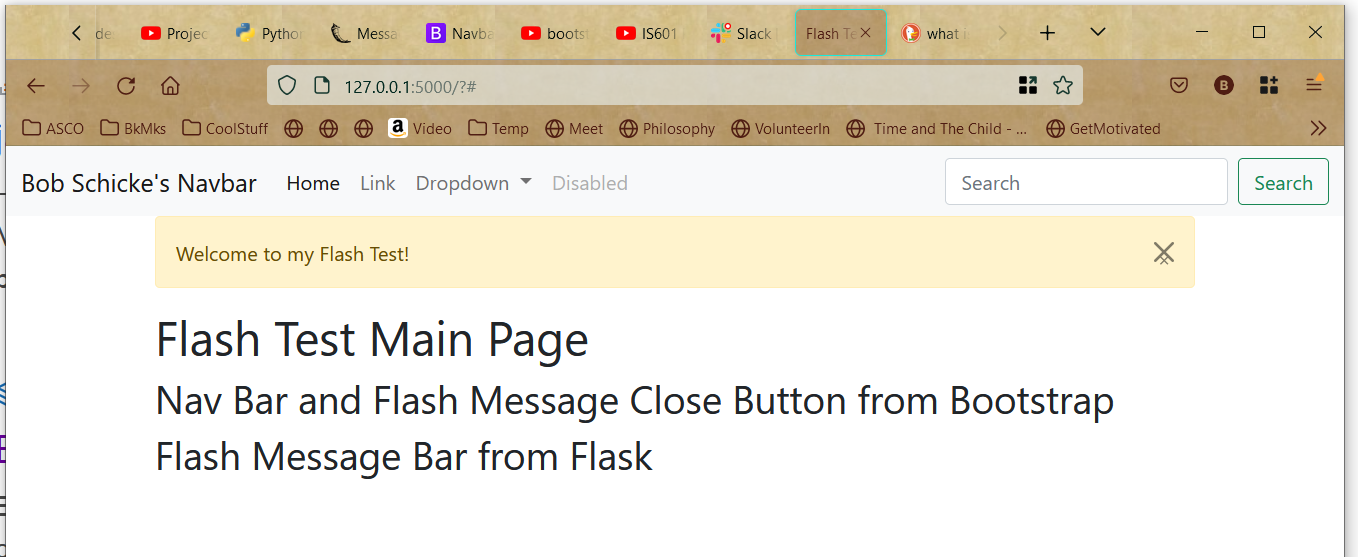 de Projec Pytho Messa Navba boots IS601 Slack Flash Te what i
127.0.0.1:5000/?#
ASCO BkMks CoolStuff Video Temp Meet Philosophy VolunteerIn Time and The Child - ... GetMotivated
Bob Schicke's Navbar Home Link Dropdown Disabled Search Search
Welcome to my Flash Test!
Flash Test Main Page
Nav Bar and Flash Message Close Button from Bootstrap
Flash Message Bar from Flask